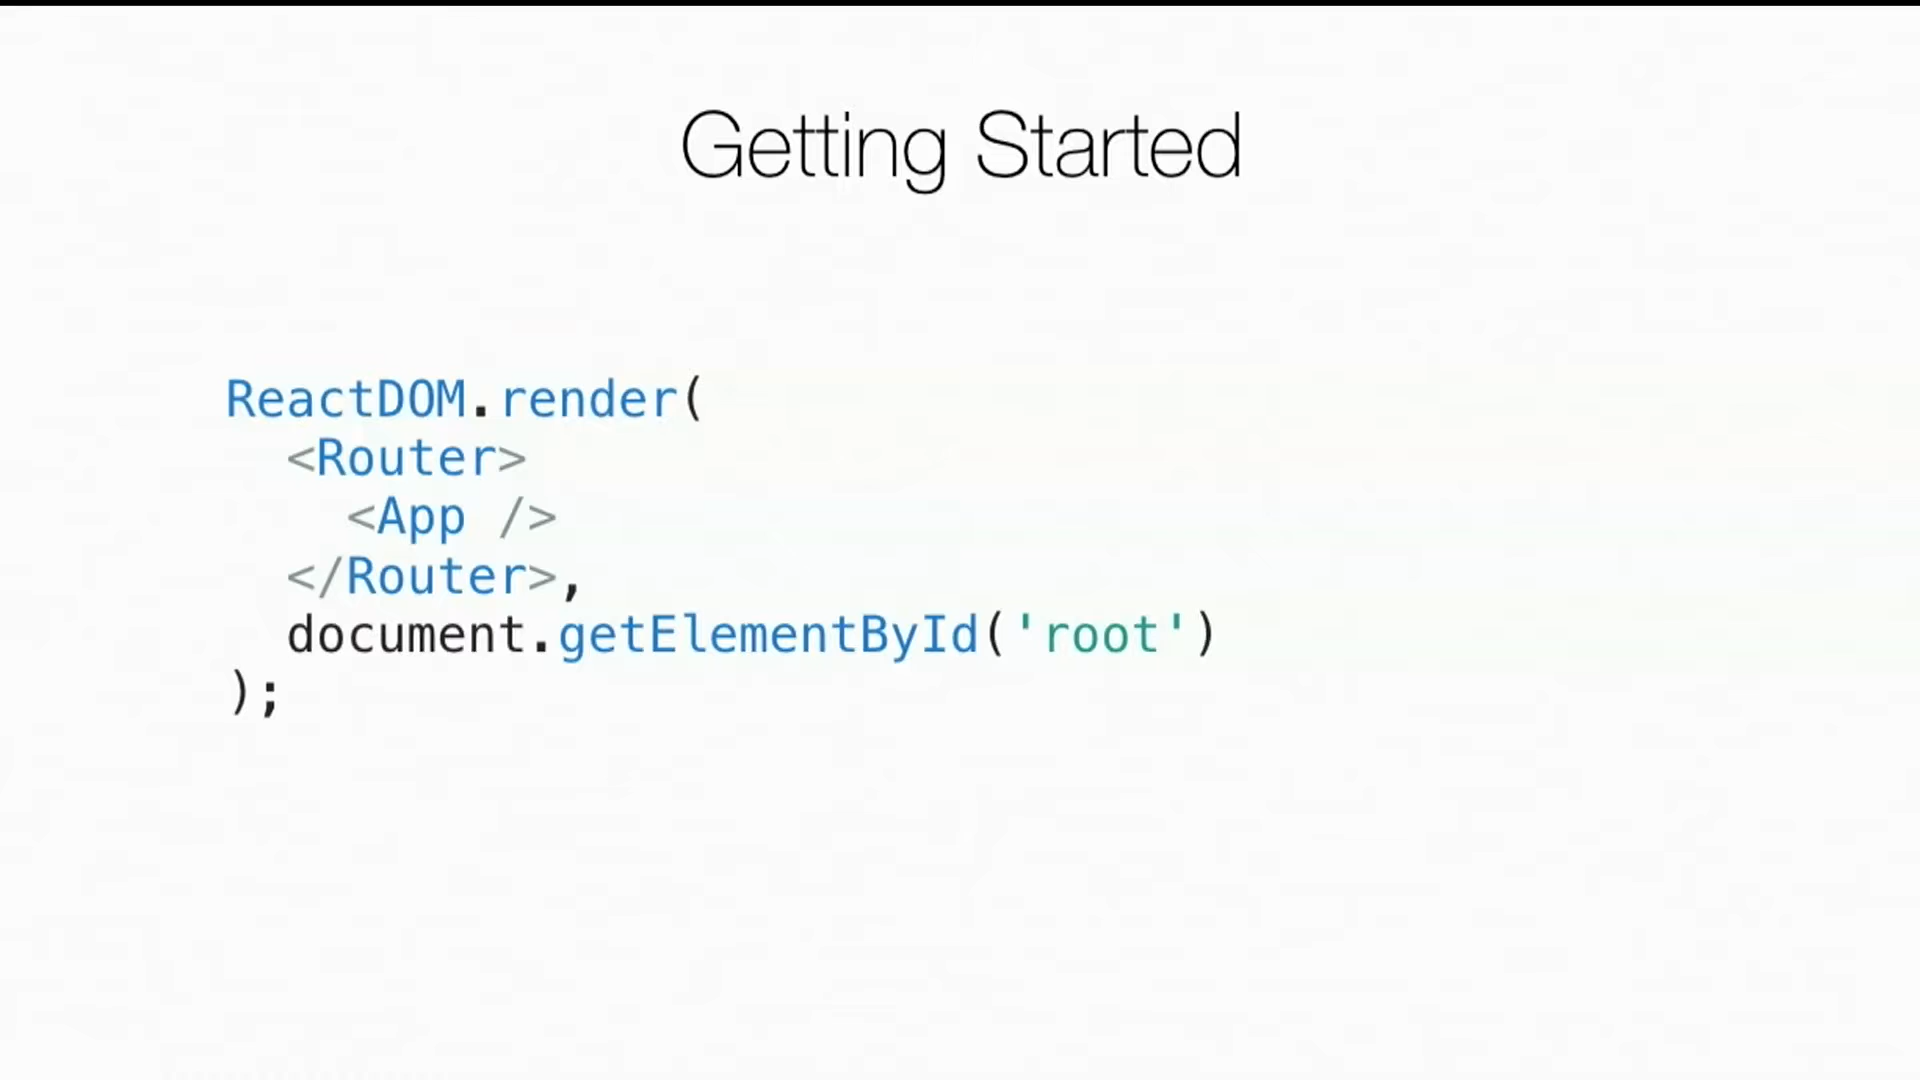 Getting Started
ReactDOM.render(
  <Router>
    <App />
  </Router>,
  document.getElementById('root')
);